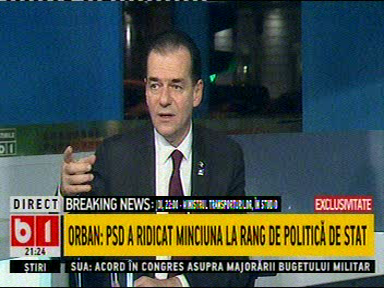 DIRECT
BREAKING NEWS
JOI, 22:00 - MINISTRUL TRANSPORTURILOR, ÎN STUDIO
EXCLUSIVITATE
b1
ORBAN: PSD A RIDICAT MINCIUNA LA RANG DE POLITICĂ DE STAT
21:24
ȘTIRI
SUA: ACORD ÎN CONGRES ASUPRA MAJORĂRII BUGETULUI MILITAR